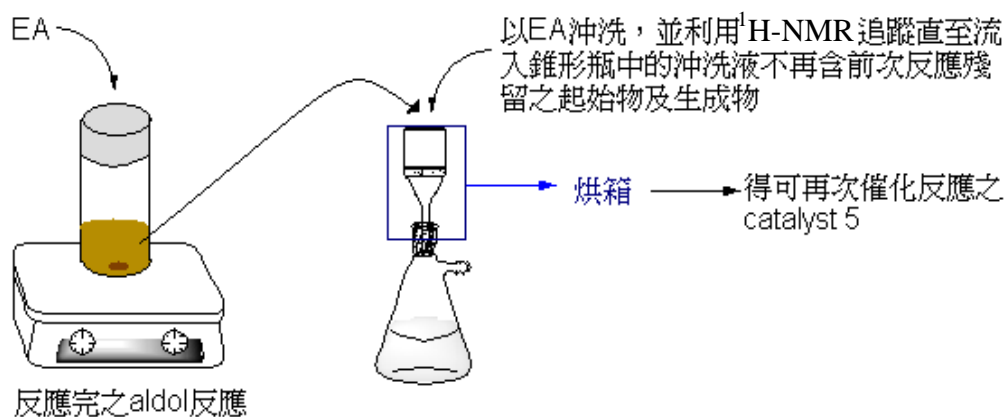 EA
以EA沖洗，並利用¹H-NMR 追蹤直至流
入錐形瓶中的沖洗液不再含前次反應殘
留之起始物及生成物
烘箱
得可再次催化反應之
catalyst 5
反應完之aldol反應